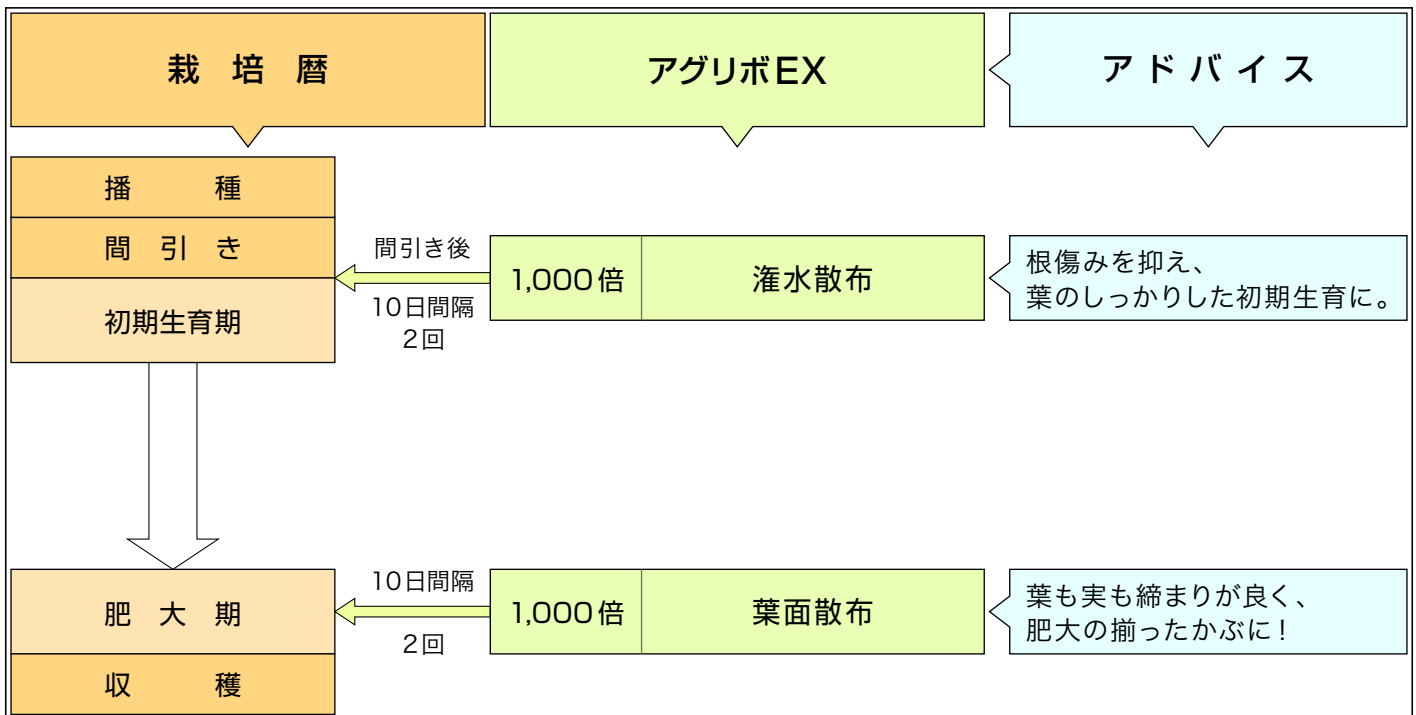 栽培暦
アグリボEX
アドバイス
播種
間引き
間引き後
1,000倍
潅水散布
根傷みを抑え、
葉のしっかりした初期生育に。
初期生育期
10日間隔
2回
肥大期
10日間隔
2回
1,000倍
葉面散布
葉も実も締まりが良く、
肥大の揃ったかぶに!
収穫